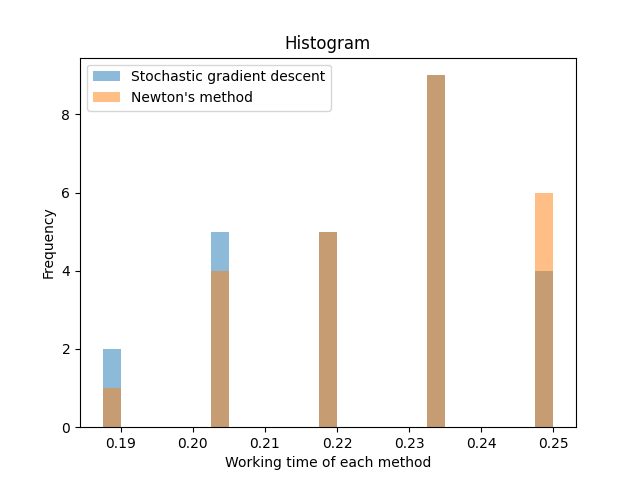 Histogram
Stochastic gradient descent
Newton's method
Frequency
8
6
4
2
0
0.19 0.20 0.21 0.22 0.23 0.24 0.25
Working time of each method